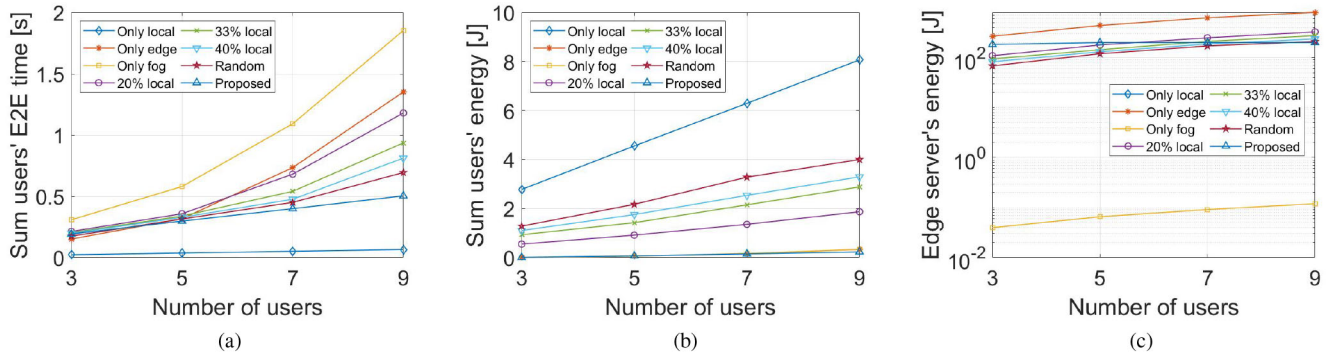 Sum users' E2E time [s]
2
1.5
1
0.5
0
Only local
Only edge
Only fog
20% local
33% local
40% local
Random
Proposed
3
5
7
9
Number of users
(a)
Sum users' energy [J]
10
8
6
4
2
0
Only local
Only edge
Only fog
20% local
33% local
40% local
Random
Proposed
3
5
7
9
Number of users
(b)
Edge server's energy [J]
10^2
10^0
10^-2
Only local
Only edge
Only fog
20% local
33% local
40% local
Random
Proposed
3
5
7
9
Number of users
(c)